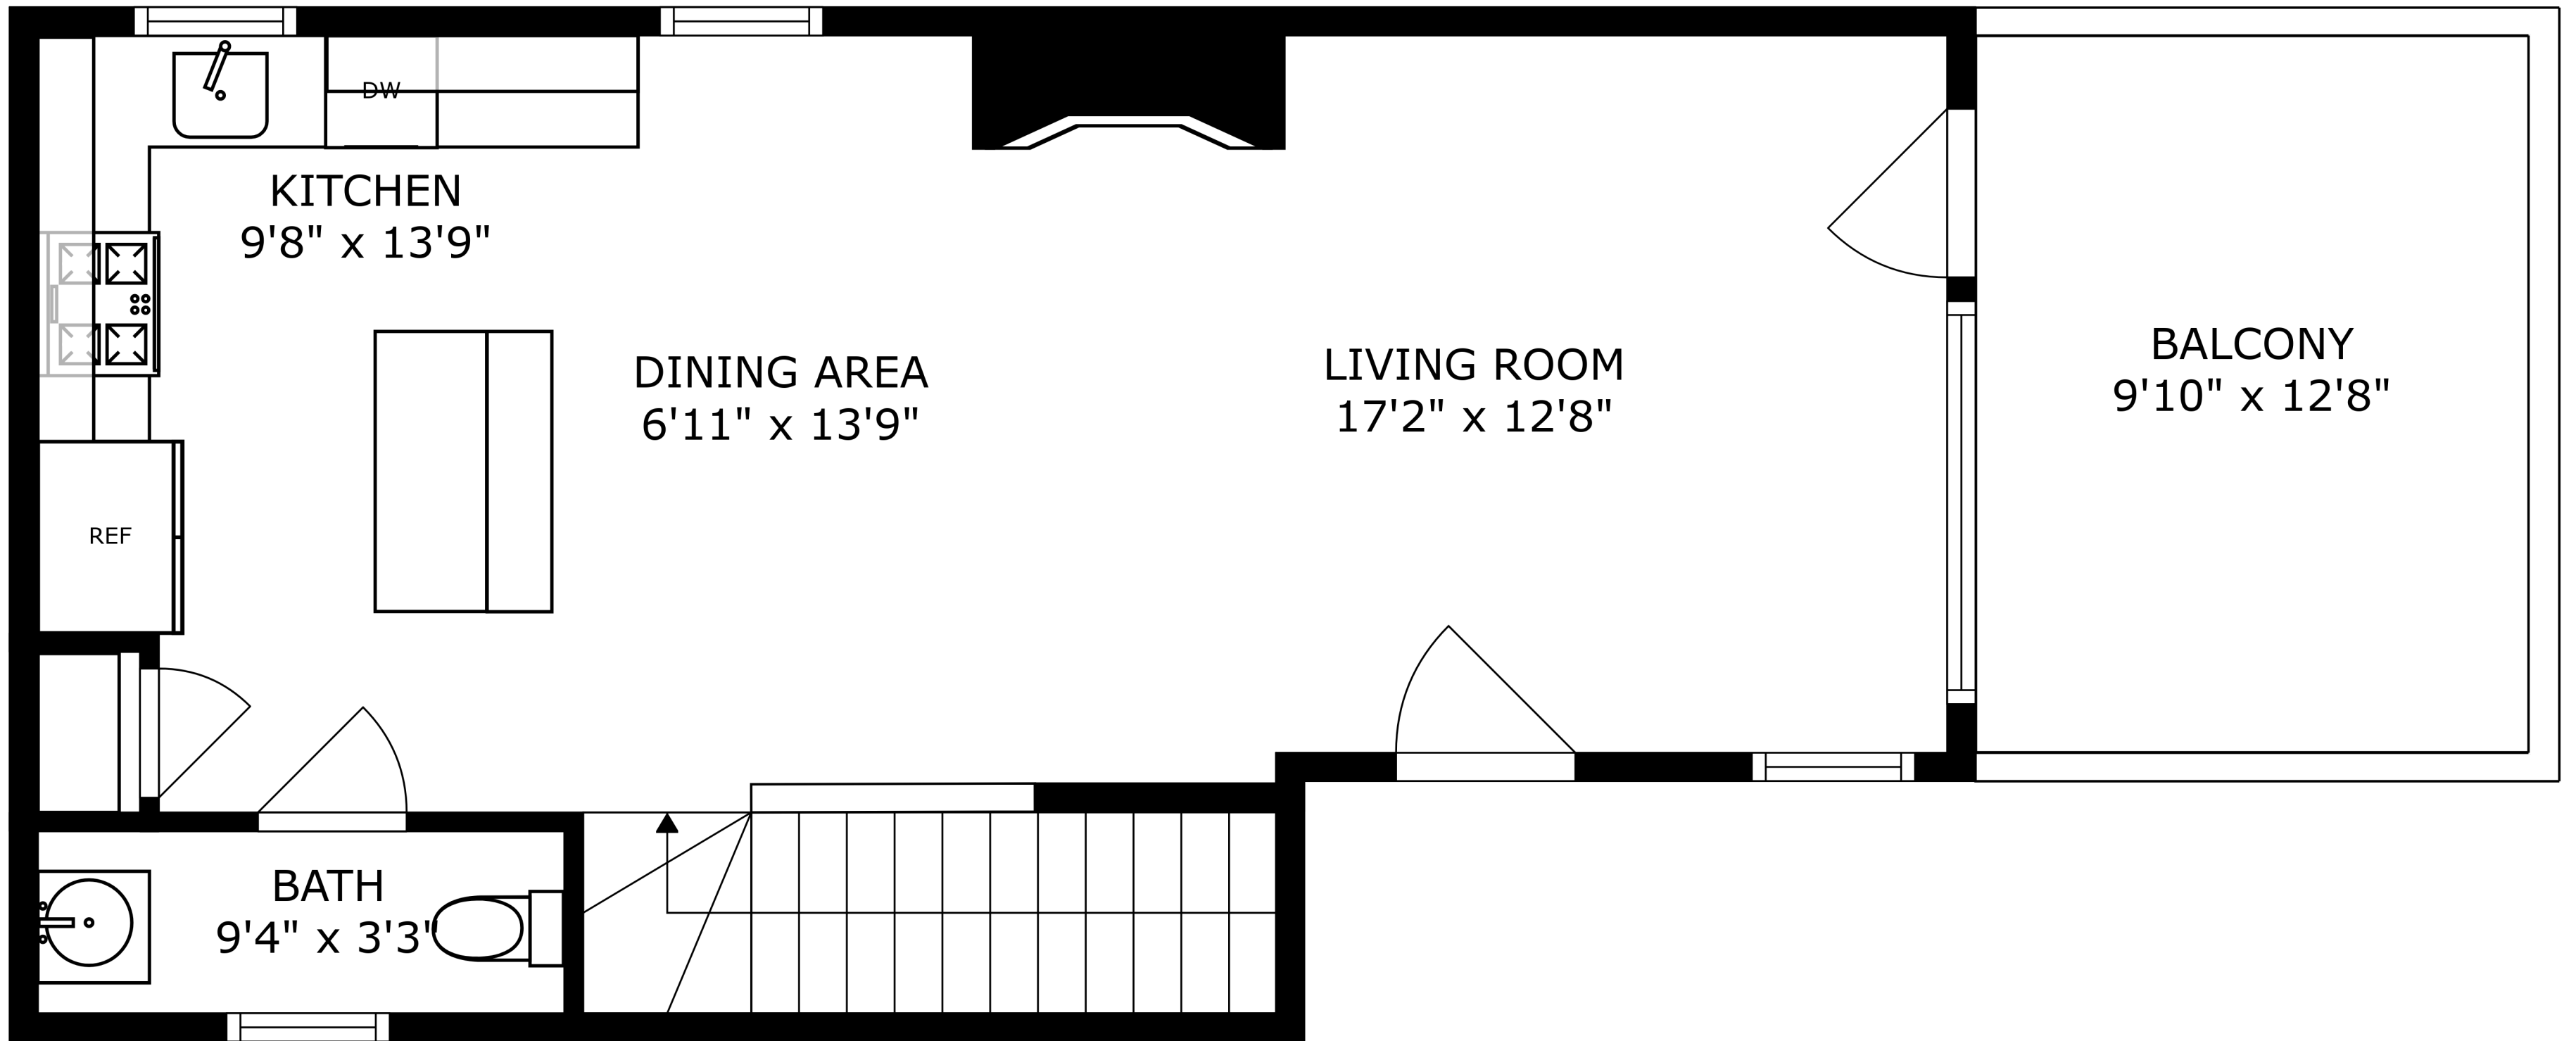 DW
KITCHEN
9'8" x 13'9"
DINING AREA
6'11" x 13'9"
LIVING ROOM
17'2" x 12'8"
BALCONY
9'10" x 12'8"
REF
BATH
9'4" x 3'3"